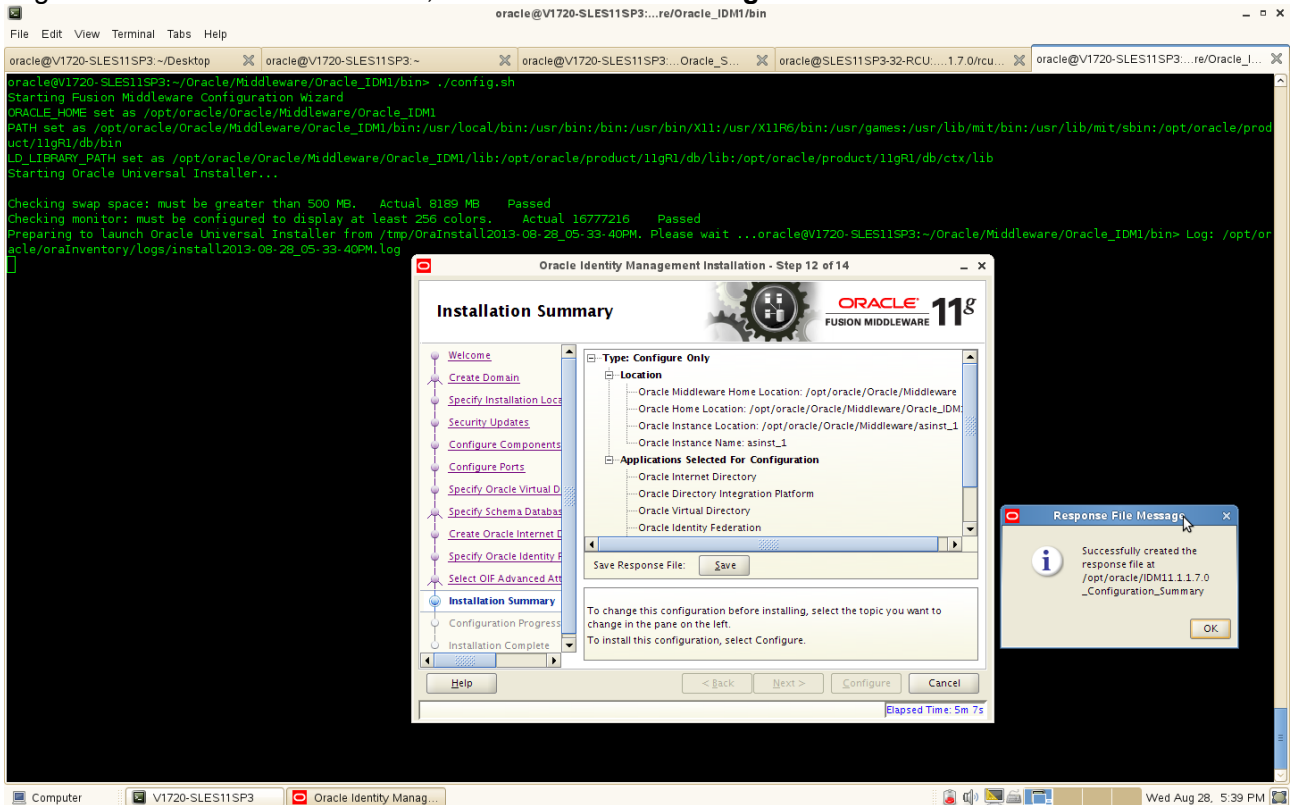 oracle@V1720-SLES11SP3:...re/Oracle_IDM1/bin
File Edit View Terminal Tabs Help
oracle@V1720-SLES11SP3:~/Desktop
oracle@V1720-SLES11SP3:~
oracle@V1720-SLES11SP3:...Oracle_S...
oracle@SLES11SP3-32-RCU:....1.7.0/rcu...
oracle@V1720-SLES11SP3:...re/Oracle_I...
oracle@V1720-SLES11SP3:~/Oracle/Middleware/Oracle_IDM1/bin> ./config.sh
Starting Fusion Middleware Configuration Wizard
ORACLE_HOME set as /opt/oracle/Oracle/Middleware/Oracle_IDM1
PATH set as /opt/oracle/Oracle/Middleware/Oracle_IDM1/bin:/usr/local/bin:/usr/bin:/bin:/usr/bin/X11:/usr/X11R6/bin:/usr/games:/usr/lib/mit/bin:/usr/lib/mit/sbin:/opt/oracle/prod
uct/11gR1/db/bin
LD_LIBRARY_PATH set as /opt/oracle/Oracle/Middleware/Oracle_IDM1/lib:/opt/oracle/product/11gR1/db/lib:/opt/oracle/product/11gR1/db/ctx/lib
Starting Oracle Universal Installer...
Checking swap space: must be greater than 500 MB. Actual 8189 MB Passed
Checking monitor: must be configured to display at least 256 colors. Actual 16777216 Passed
Preparing to launch Oracle Universal Installer from /tmp/OraInstall2013-08-28_05-33-40PM. Please wait ...oracle@V1720-SLES11SP3:~/Oracle/Middleware/Oracle_IDM1/bin> Log: /opt/or
acle/oraInventory/logs/install2013-08-28_05-33-40PM.log
Oracle Identity Management Installation - Step 12 of 14
Installation Summary
ORACLE
FUSION MIDDLEWARE
11g
Welcome
Create Domain
Specify Installation Loca
Security Updates
Configure Components
Configure Ports
Specify Oracle Virtual D
Specify Schema Databas
Create Oracle Internet D
Specify Oracle Identity F
Select OIF Advanced Att
Installation Summary
Configuration Progress
Installation Complete
Type: Configure Only
Location
Oracle Middleware Home Location: /opt/oracle/Oracle/Middleware
Oracle Home Location: /opt/oracle/Oracle/Middleware/Oracle_IDM
Oracle Instance Location: /opt/oracle/Oracle/Middleware/asinst_1
Oracle Instance Name: asinst_1
Applications Selected For Configuration
Oracle Internet Directory
Oracle Directory Integration Platform
Oracle Virtual Directory
Oracle Identity Federation
Save Response File: Save
To change this configuration before installing, select the topic you want to
change in the pane on the left.
To install this configuration, select Configure.
Help
< Back
Next >
Configure
Cancel
Elapsed Time: 5m 7s
Response File Message
Successfully created the
response file at
/opt/oracle/IDM11.1.1.7.0
_Configuration_Summary
OK
Computer
V1720-SLES11SP3
Oracle Identity Manag...
Wed Aug 28, 5:39 PM